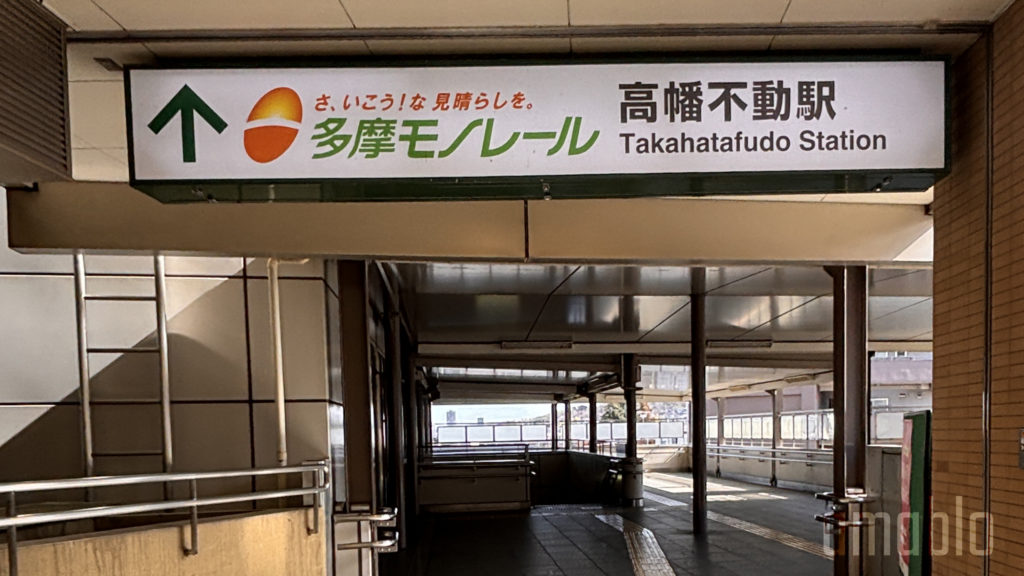 さ、いこう!な 見晴らしを。
多摩モノレール
高幡不動駅
Takahatafudo Station